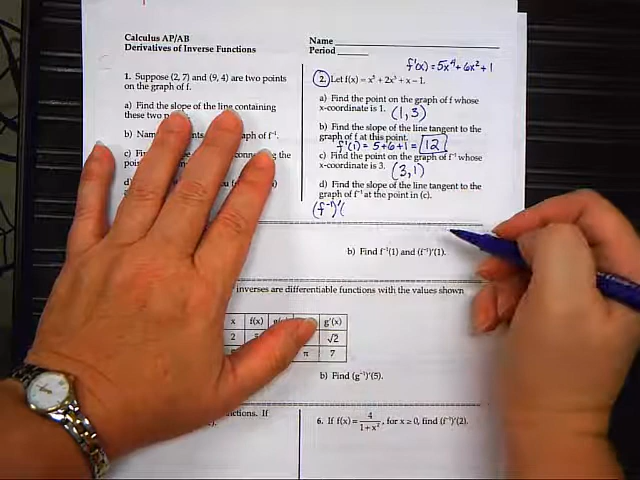 Calculus AP/AB
Derivatives of Inverse Functions
Name
Period
1. Suppose (2, 7) and (9, 4) are two points
on the graph of f.
a) Find the slope of the line containing
these two
b) Nam
of f⁻¹.
c)
the
d)
f'(x) = 5x⁴ + 6x² + 1
2. Let f(x) = x⁵ + 2x³ + x − 1.
a) Find the point on the graph of f whose
x-coordinate is 1. (1, 3)
b) Find the slope of the line tangent to the
graph of f at this point.
f'(1) = 5 + 6 + 1 = 12
c) Find the point on the graph of f⁻¹ whose
x-coordinate is 3. (3, 1)
d) Find the slope of the line tangent to the
graph of f⁻¹ at the point in (c).
(f⁻¹)'(
b) Find f⁻¹(1) and (f⁻¹)'(1).
inverses are differentiable functions with the values shown
x f(x) g'(x)
2 √2
π 7
b) Find (g⁻¹)'(5).
nctions. If
6. If f(x) = 4/(1 + x²), for x ≥ 0, find (f⁻¹)'(2).